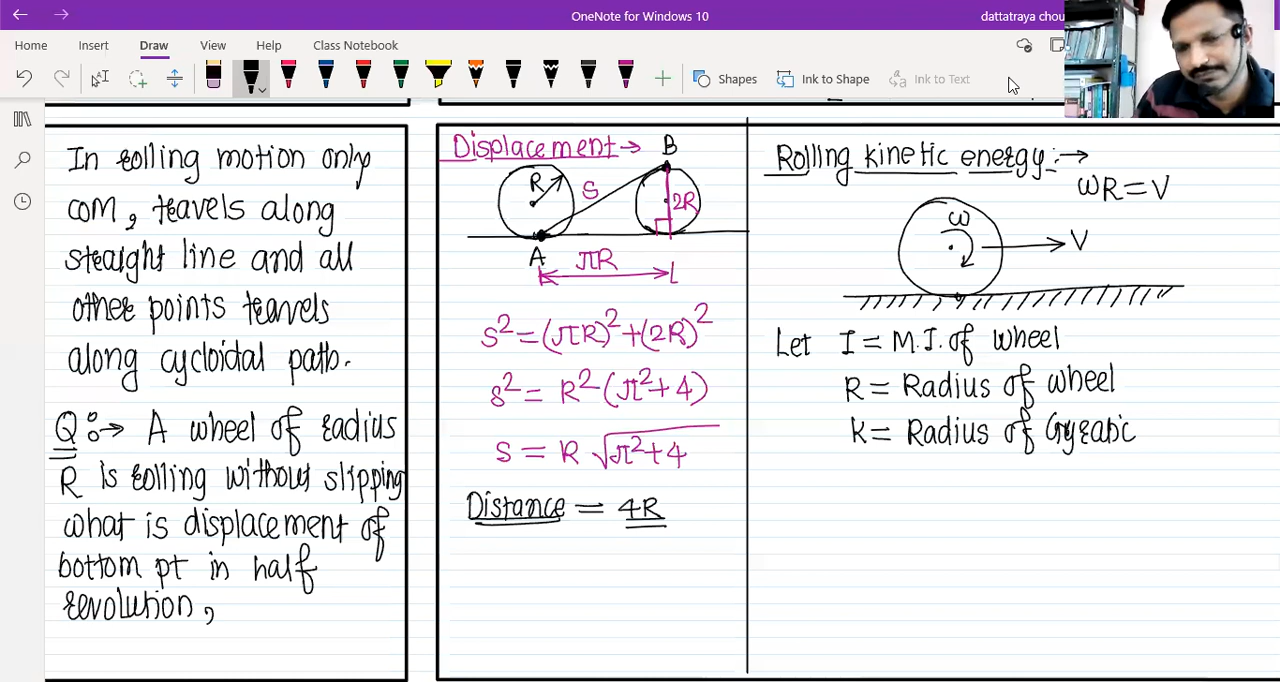 OneNote for Windows 10
dattatraya chou
Home Insert Draw View Help Class Notebook
Shapes Ink to Shape Ink to Text
In rolling motion only
com, travels along
straight line and all
other points travels
along cycloidal path.
Q:→ A wheel of radius
R is rolling without slipping
what is displacement of
bottom pt in half
revolution,
Displacement→
B
R
S
2R
A
πR
S² = (πR)² + (2R)²
S² = R² (π² + 4)
S = R √π² + 4
Distance = 4R
Rolling kinetic energy:→
ωR = V
ω
V
Let I = M.I. of wheel
R = Radius of wheel
K = Radius of Gyratic